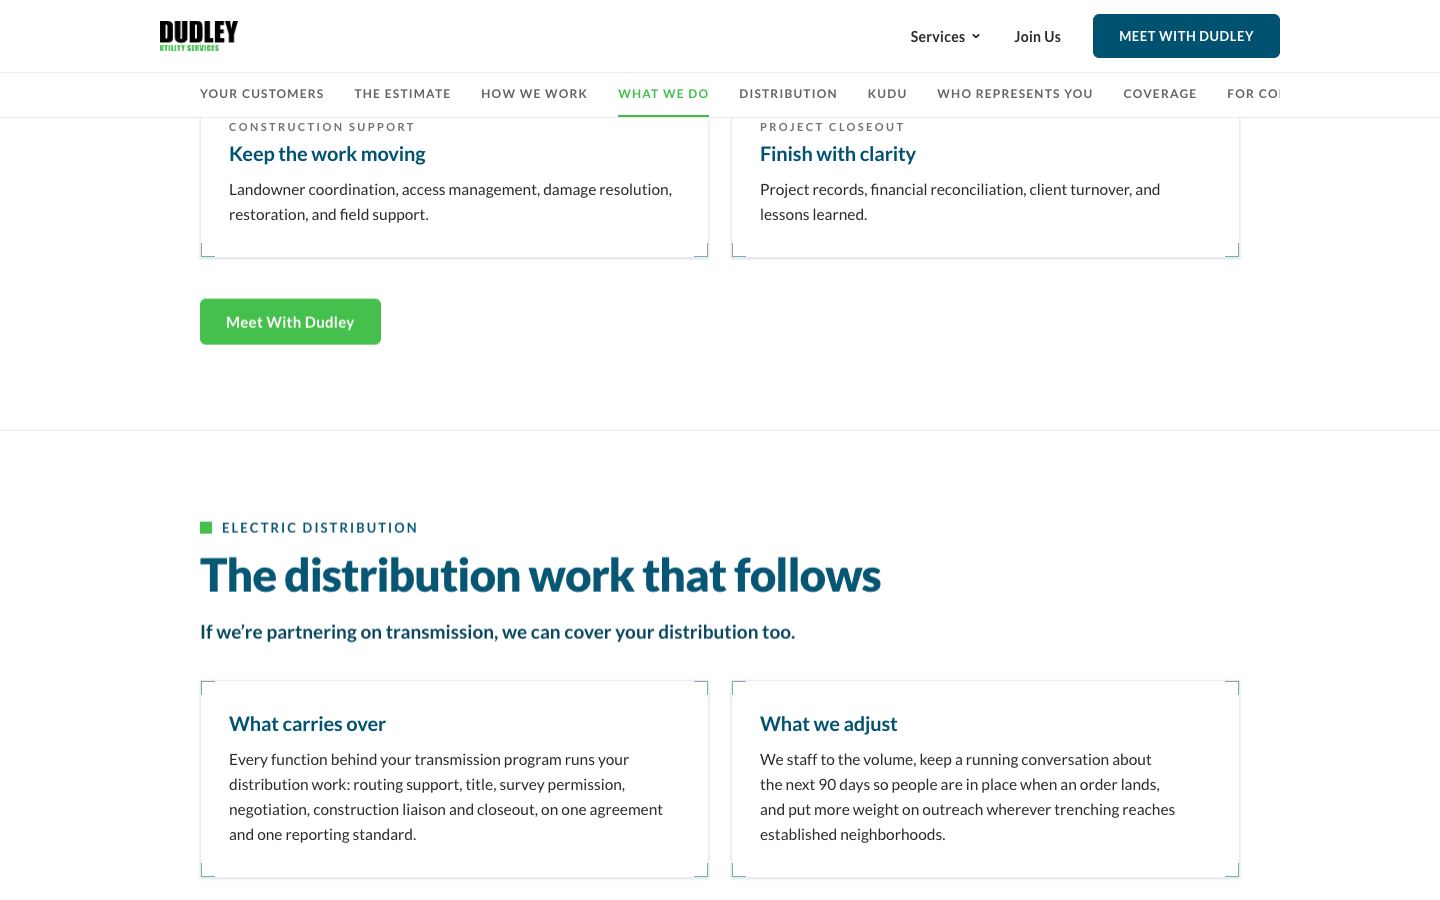 DUDLEY
UTILITY SERVICES
Services
Join Us
MEET WITH DUDLEY
YOUR CUSTOMERS
THE ESTIMATE
HOW WE WORK
WHAT WE DO
DISTRIBUTION
KUDU
WHO REPRESENTS YOU
COVERAGE
FOR
CONSTRUCTION SUPPORT
Keep the work moving
Landowner coordination, access management, damage resolution,
restoration, and field support.
PROJECT CLOSEOUT
Finish with clarity
Project records, financial reconciliation, client turnover, and
lessons learned.
Meet With Dudley
ELECTRIC DISTRIBUTION
The distribution work that follows
If we’re partnering on transmission, we can cover your distribution too.
What carries over
Every function behind your transmission program runs your
distribution work: routing support, title, survey permission,
negotiation, construction liaison and closeout, on one agreement
and one reporting standard.
What we adjust
We staff to the volume, keep a running conversation about
the next 90 days so people are in place when an order lands,
and put more weight on outreach wherever trenching reaches
established neighborhoods.